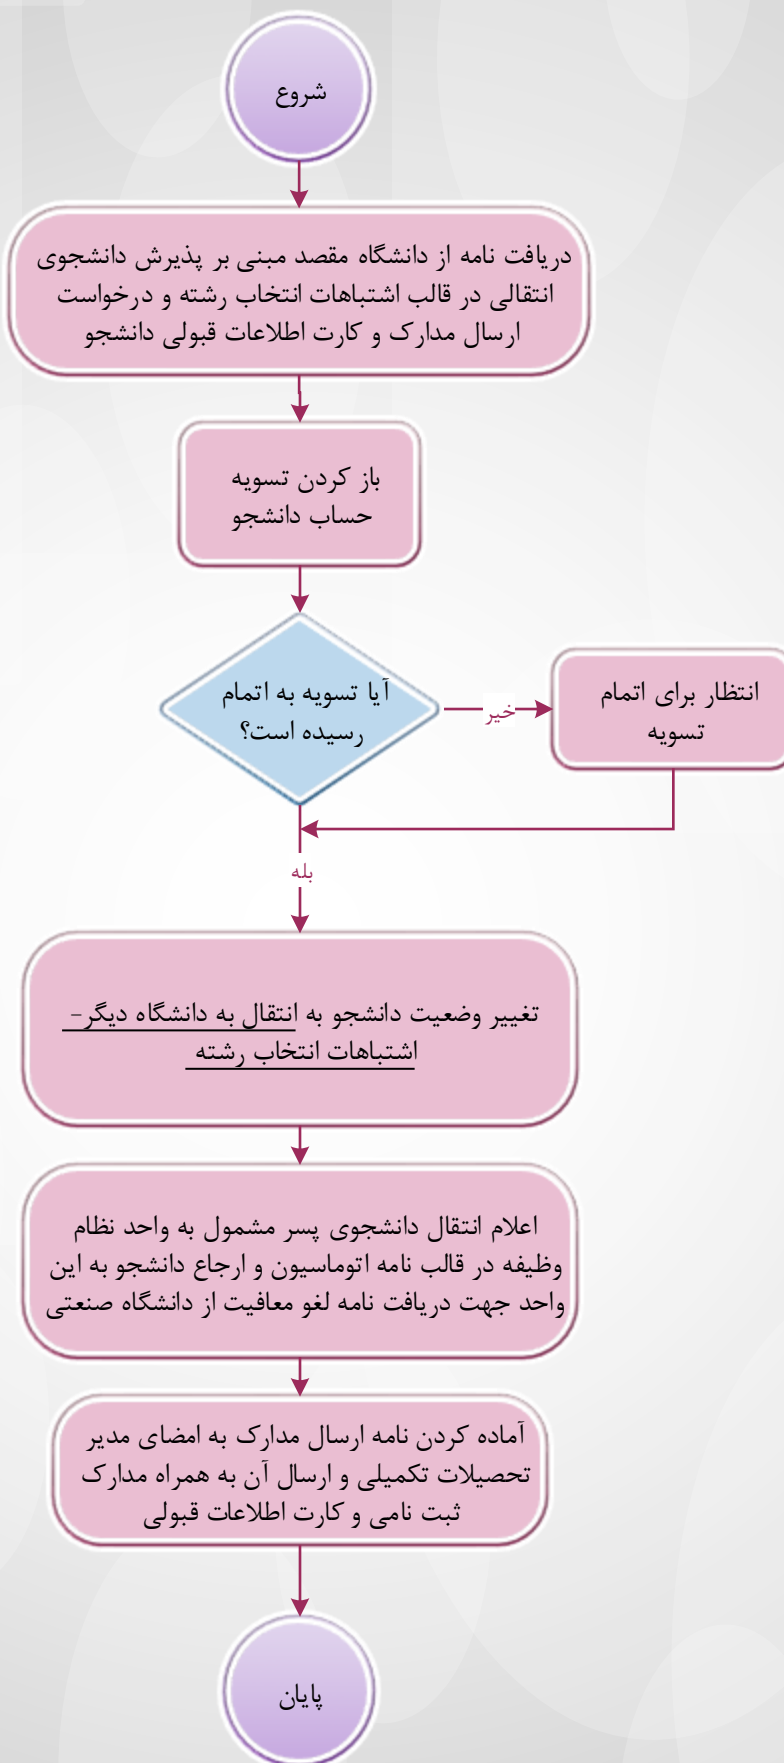 شروع
دریافت نامه از دانشگاه مقصد مبنی بر پذیرش دانشجوی
انتقالی در قالب اشتباهات انتخاب رشته و درخواست
ارسال مدارک و کارت اطلاعات قبولی دانشجو
باز کردن تسویه
حساب دانشجو
آیا تسویه به اتمام
رسیده است؟
خیر
انتظار برای اتمام
تسویه
بله
تغییر وضعیت دانشجو به انتقال به دانشگاه دیگر-
اشتباهات انتخاب رشته
اعلام انتقال دانشجوی پسر مشمول به واحد نظام
وظیفه در قالب نامه اتوماسیون و ارجاع دانشجو به این
واحد جهت دریافت نامه لغو معافیت از دانشگاه صنعتی
آماده کردن نامه ارسال مدارک به امضای مدیر
تحصیلات تکمیلی و ارسال آن به همراه مدارک
ثبت نامی و کارت اطلاعات قبولی
پایان